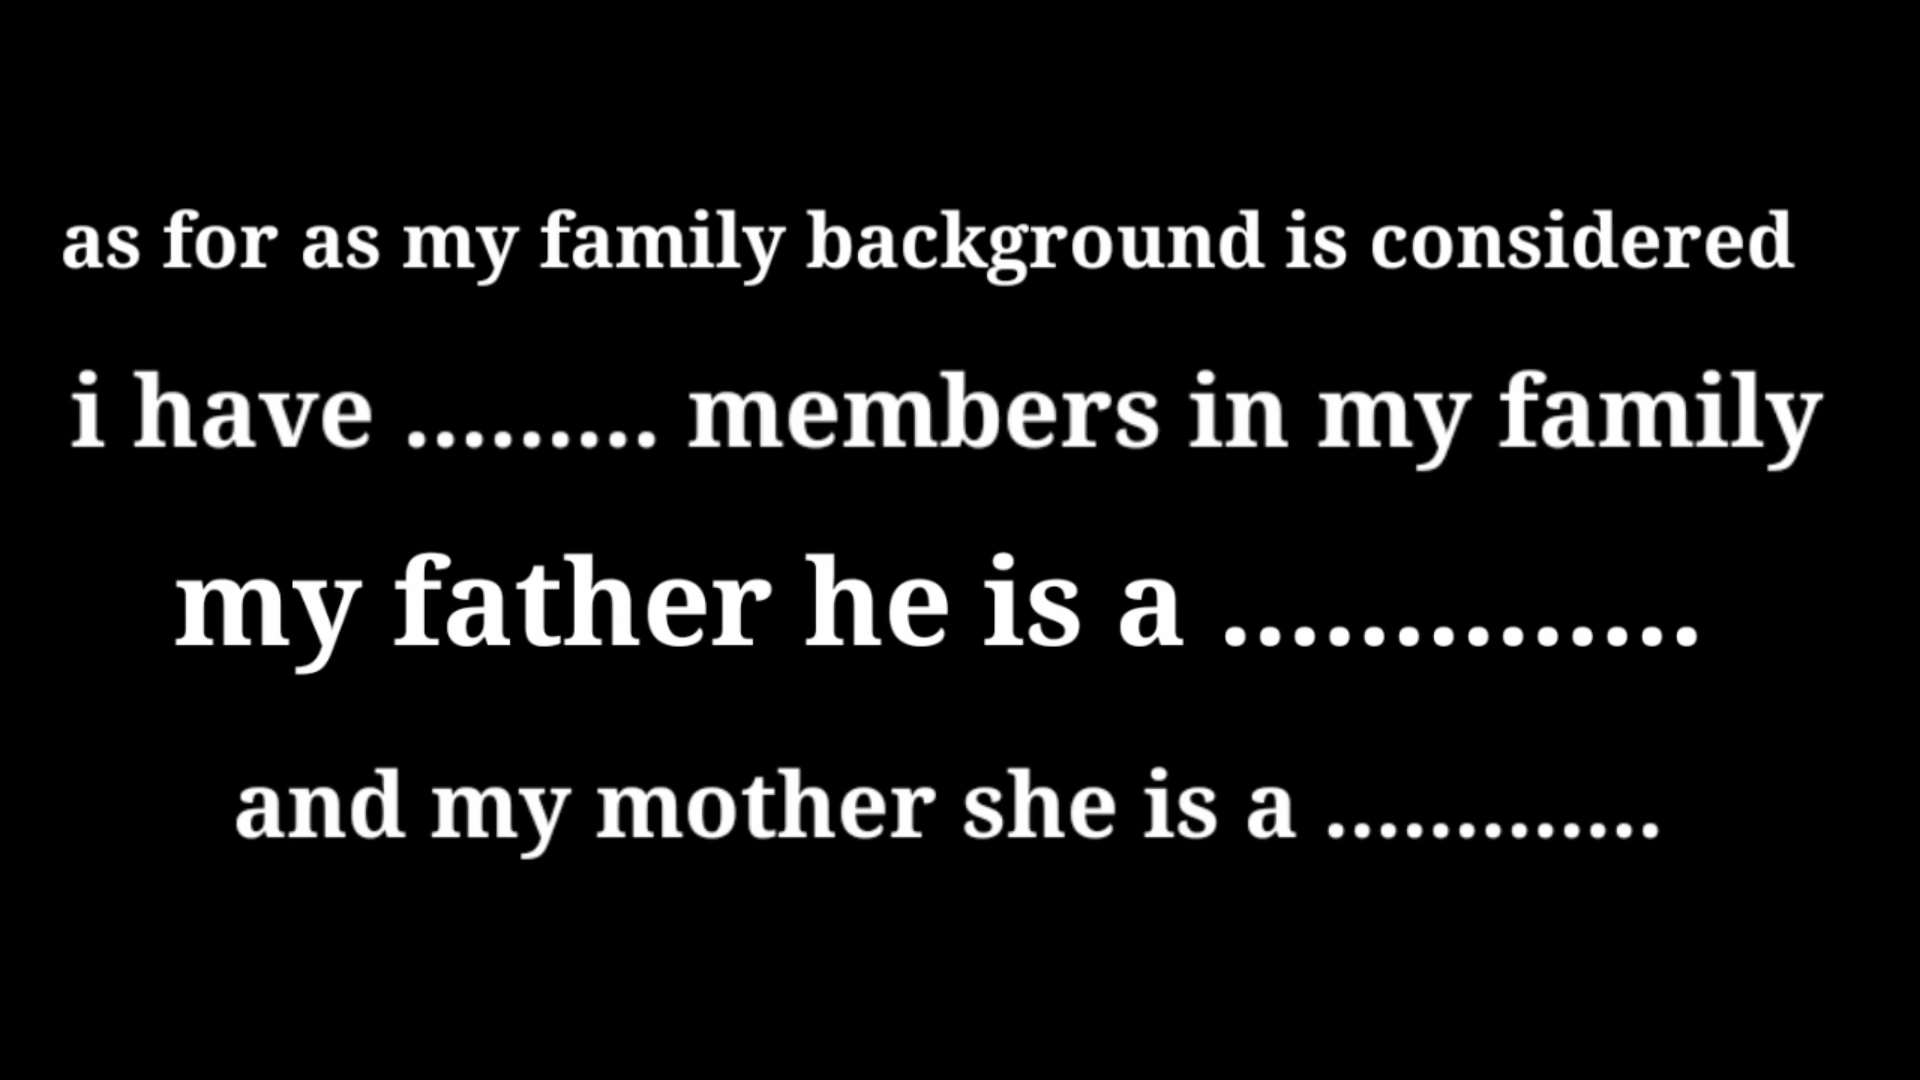 as for as my family background is considered
i have ......... members in my family
my father he is a ..............
and my mother she is a .............